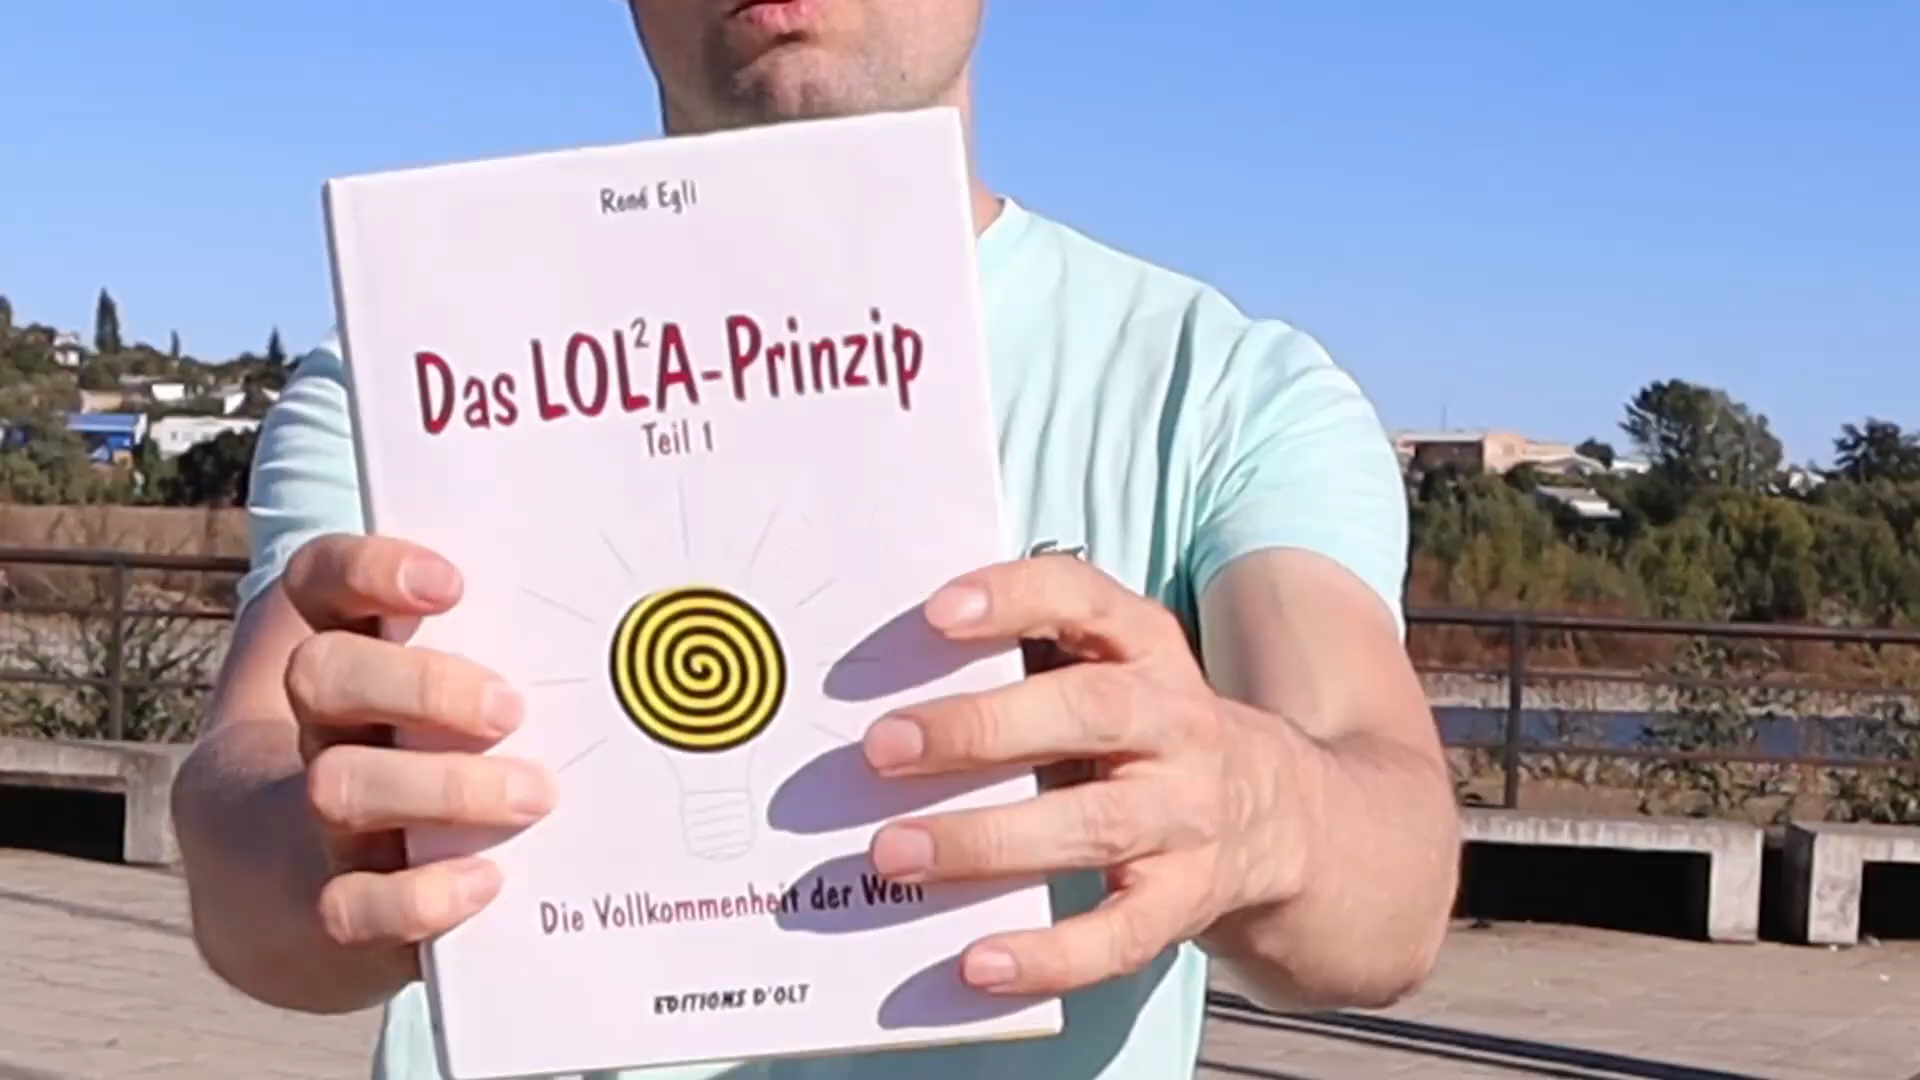 René Egli
Das LOL²A-Prinzip
Teil 1
Die Vollkommenheit der Welt
EDITIONS D'OLT